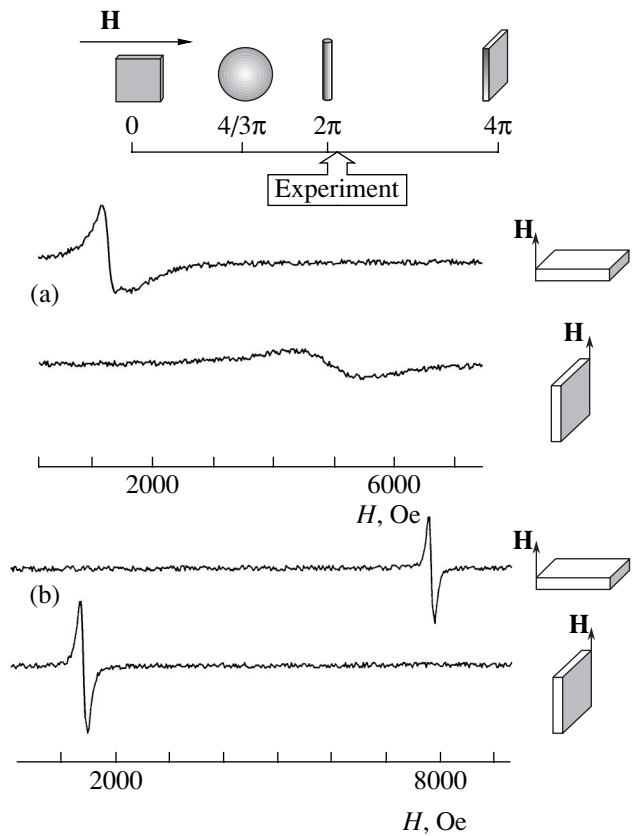 H
0 4/3π 2π 4π
Experiment
H
(a)
H
2000 6000
H, Oe
H
(b)
H
2000 8000
H, Oe